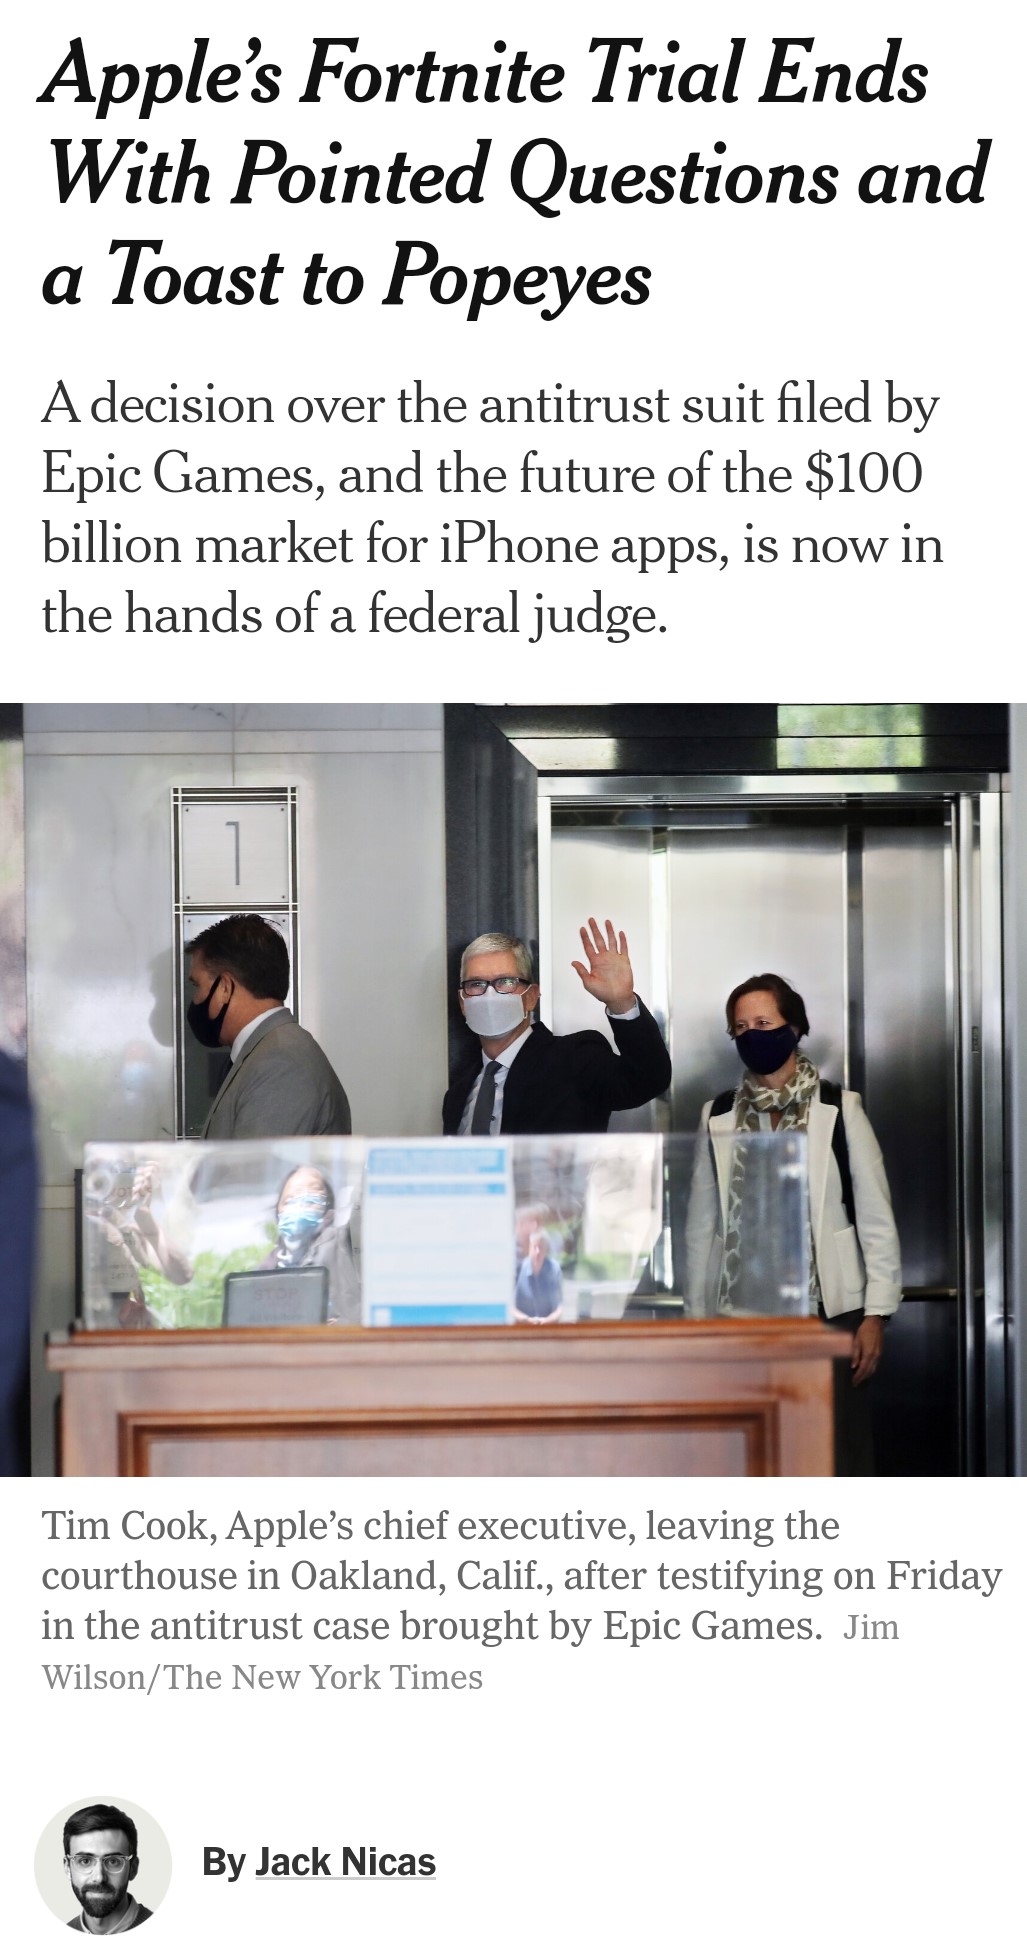 Apple’s Fortnite Trial Ends
With Pointed Questions and
a Toast to Popeyes
A decision over the antitrust suit filed by
Epic Games, and the future of the $100
billion market for iPhone apps, is now in
the hands of a federal judge.
1
Tim Cook, Apple’s chief executive, leaving the
courthouse in Oakland, Calif., after testifying on Friday
in the antitrust case brought by Epic Games. Jim
Wilson/The New York Times
By Jack Nicas